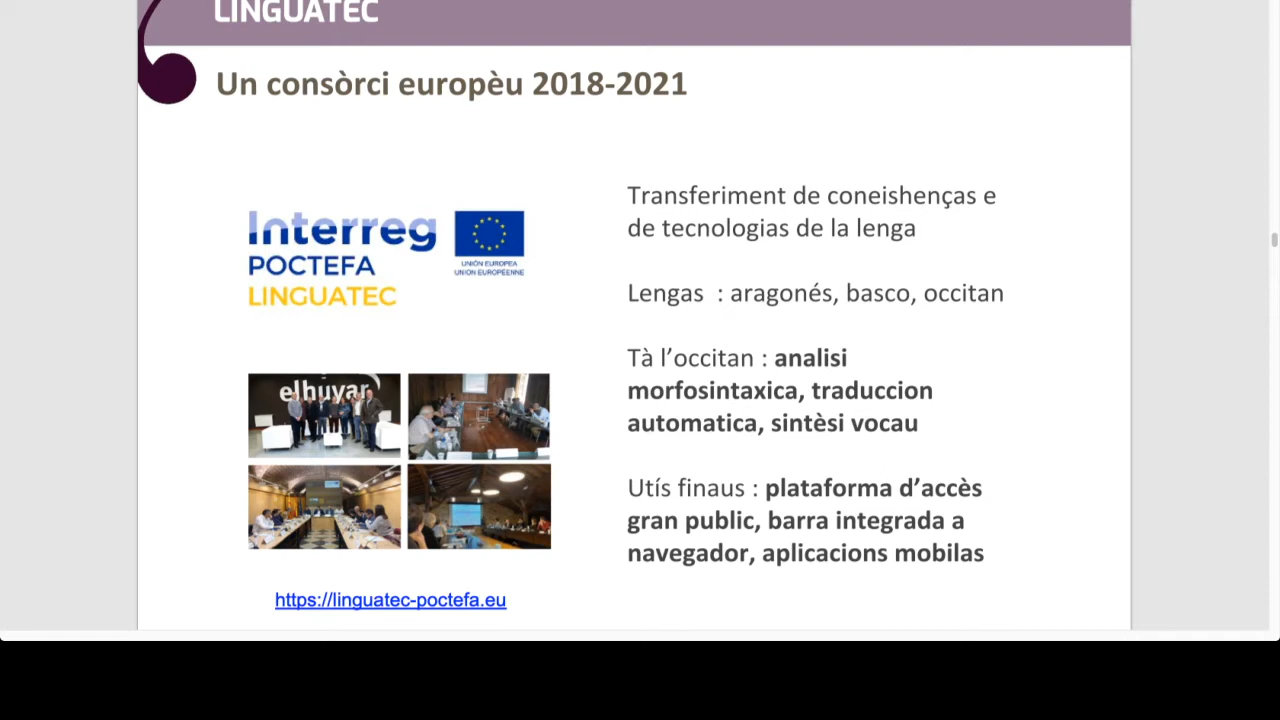 LINGUATEC
Un consòrci europèu 2018-2021
Interreg
POCTEFA
LINGUATEC
UNIÓN EUROPEA
UNION EUROPÉENNE
Transferiment de coneishenças e
de tecnologias de la lenga
Lengas : aragonés, basco, occitan
Tà l’occitan : analisi
morfosintaxica, traduccion
automatica, sintèsi vocau
Utís finaus : plataforma d’accès
gran public, barra integrada a
navegador, aplicacions mobilas
elhuyar
https://linguatec-poctefa.eu